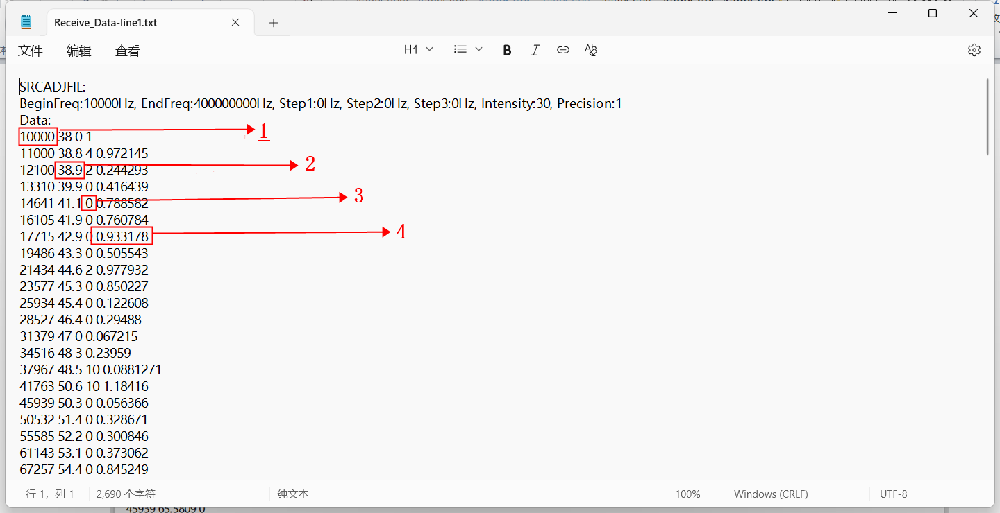 Receive_Data-line1.txt
文件 编辑 查看 H1 B I
SRCADJFIL:
BeginFreq:10000Hz, EndFreq:400000000Hz, Step1:0Hz, Step2:0Hz, Step3:0Hz, Intensity:30, Precision:1
Data:
10000 38 0 1 1
11000 38.8 4 0.972145
12100 38.9 2 0.244293 2
13310 39.9 0 0.416439
14641 41.1 0 0.788582 3
16105 41.9 0 0.760784
17715 42.9 0 0.933178 4
19486 43.3 0 0.505543
21434 44.6 2 0.977932
23577 45.3 0 0.850227
25934 45.4 0 0.122608
28527 46.4 0 0.29488
31379 47 0 0.067215
34516 48 3 0.23959
37967 48.5 10 0.0881271
41763 50.6 10 1.18416
45939 50.3 0 0.056366
50532 51.4 0 0.328671
55585 52.2 0 0.300846
61143 53.1 0 0.373062
67257 54.4 0 0.845249
行 1，列 1 2,690 个字符 纯文本 100% Windows (CRLF) UTF-8